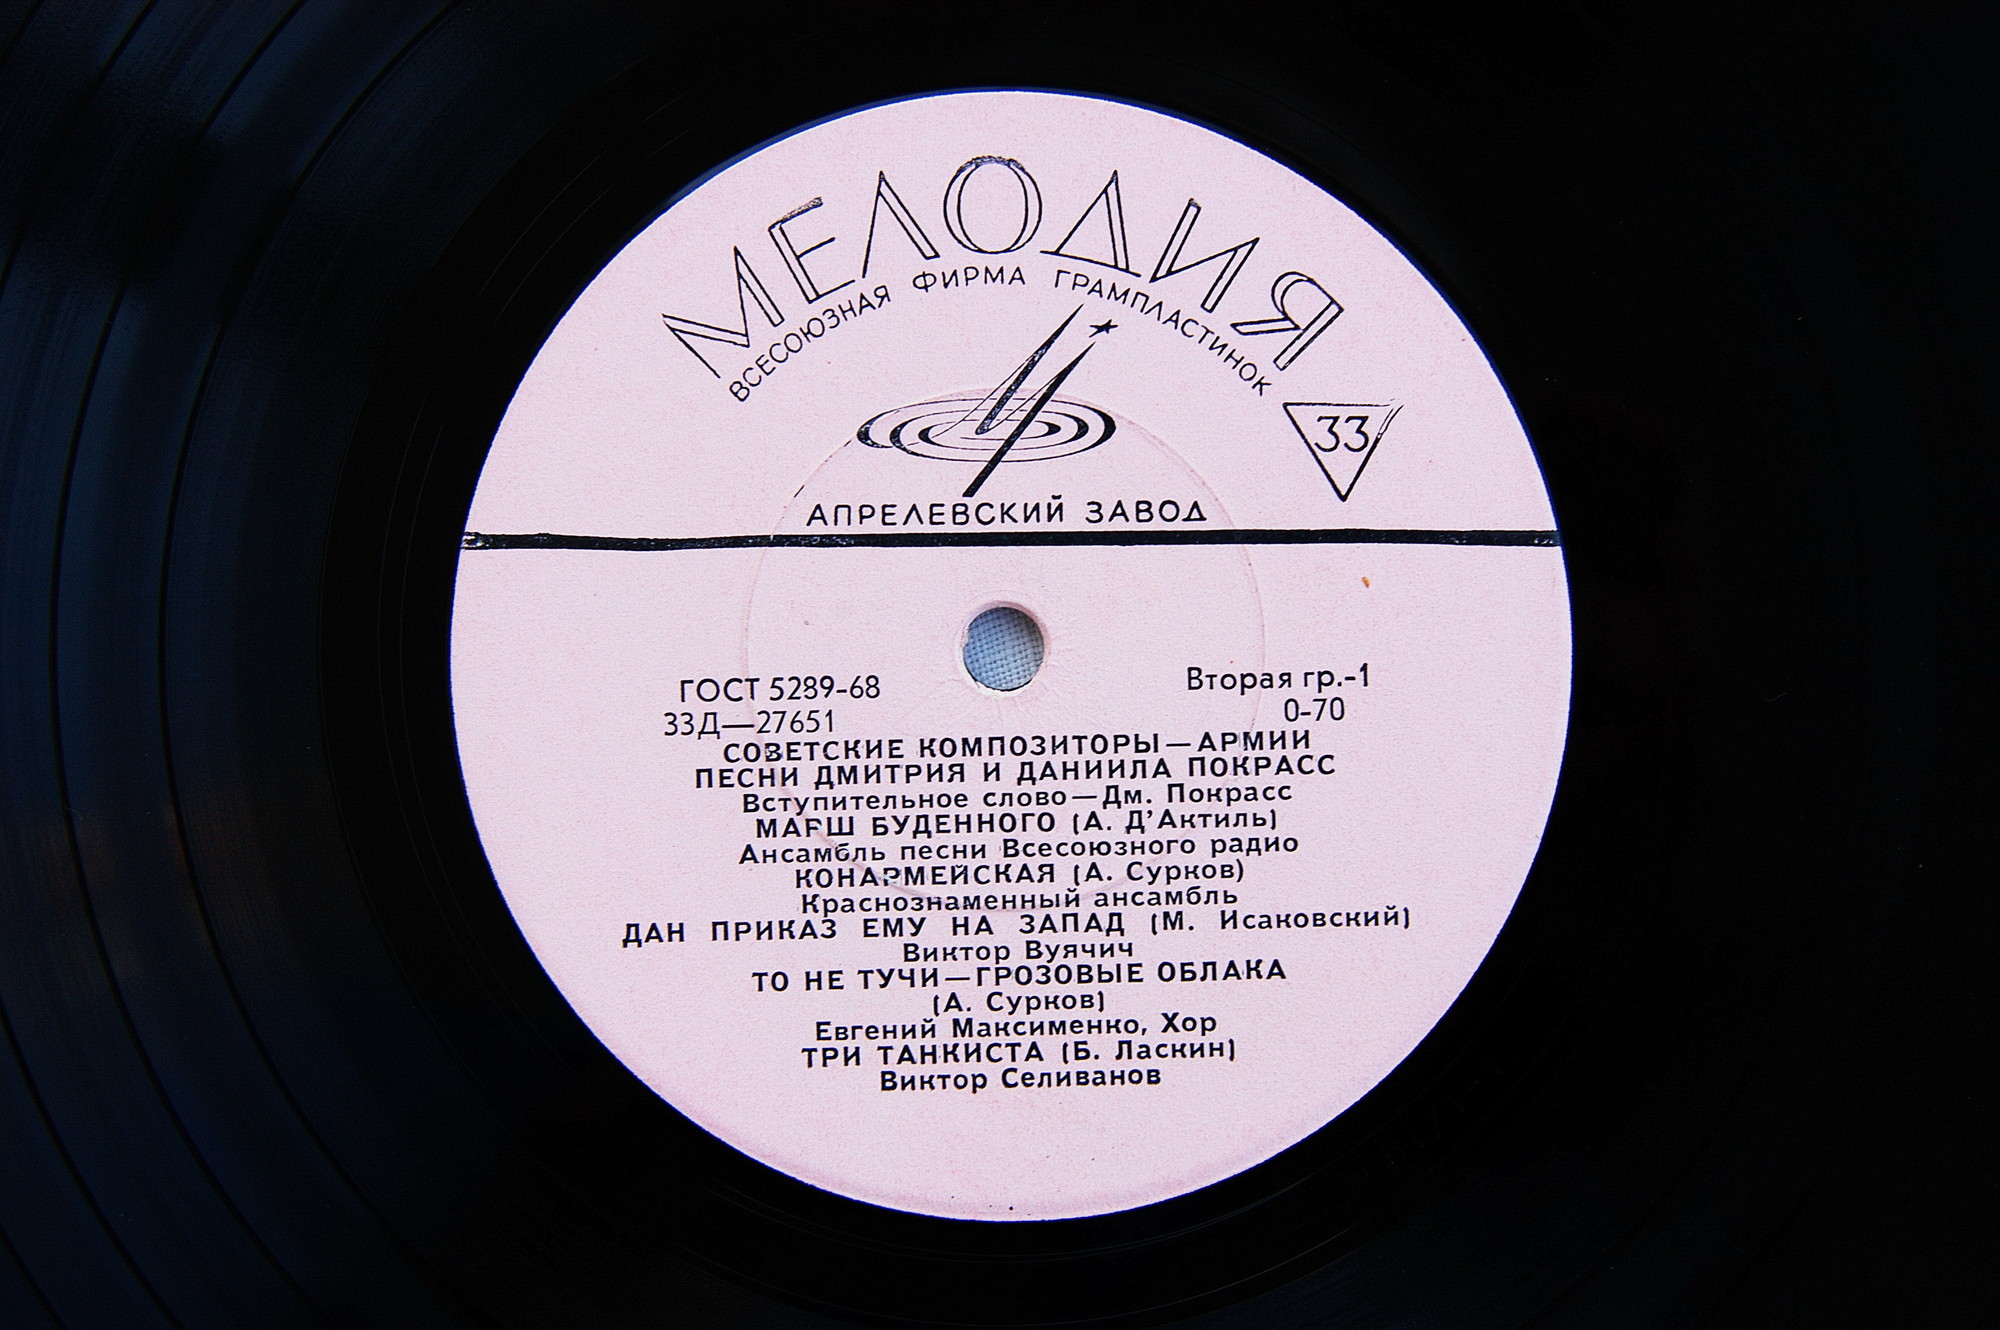 МЕЛОДИЯ
ВСЕСОЮЗНАЯ ФИРМА ГРАМПЛАСТИНОК
33
АПРЕЛЕВСКИЙ ЗАВОД
ГОСТ 5289-68
Вторая гр.-1
33Д—27651
0-70
СОВЕТСКИЕ КОМПОЗИТОРЫ—АРМИИ
ПЕСНИ ДМИТРИЯ И ДАНИИЛА ПОКРАСС
Вступительное слово—Дм. Покрасс
МАРШ БУДЕННОГО (А. Д'Актиль)
Ансамбль песни Всесоюзного радио
КОНАРМЕЙСКАЯ (А. Сурков)
Краснознаменный ансамбль
ДАН ПРИКАЗ ЕМУ НА ЗАПАД (М. Исаковский)
Виктор Вуячич
ТО НЕ ТУЧИ—ГРОЗОВЫЕ ОБЛАКА
(А. Сурков)
Евгений Максименко, Хор
ТРИ ТАНКИСТА (Б. Ласкин)
Виктор Селиванов